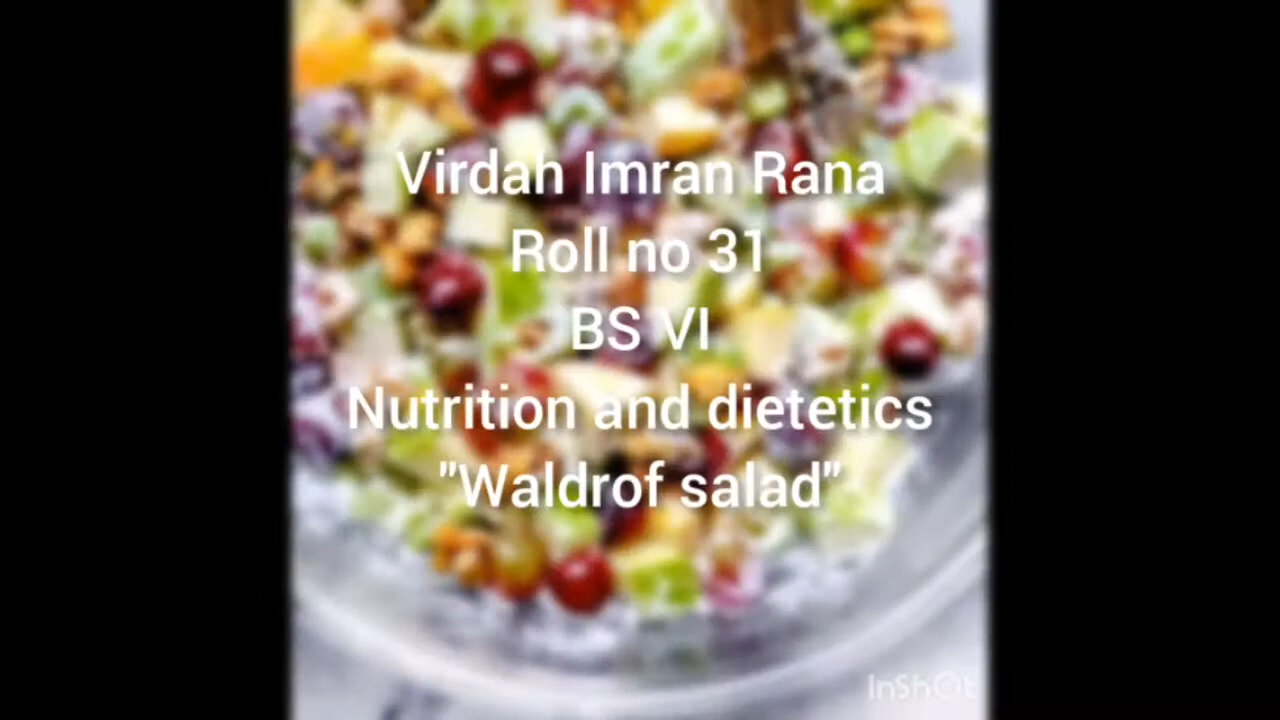 Virdah Imran Rana
Roll no 31
BS VI
Nutrition and dietetics
"Waldrof salad"
InShOt